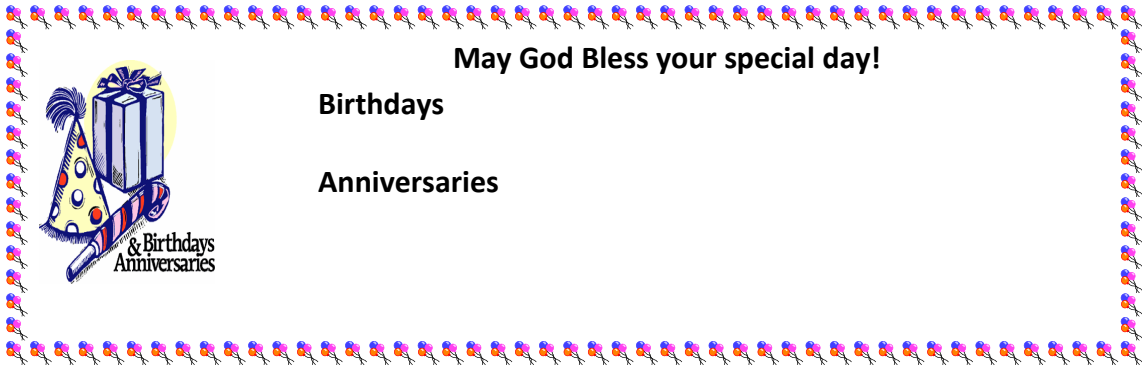 May God Bless your special day!
Birthdays
Anniversaries
& Birthdays
Anniversaries